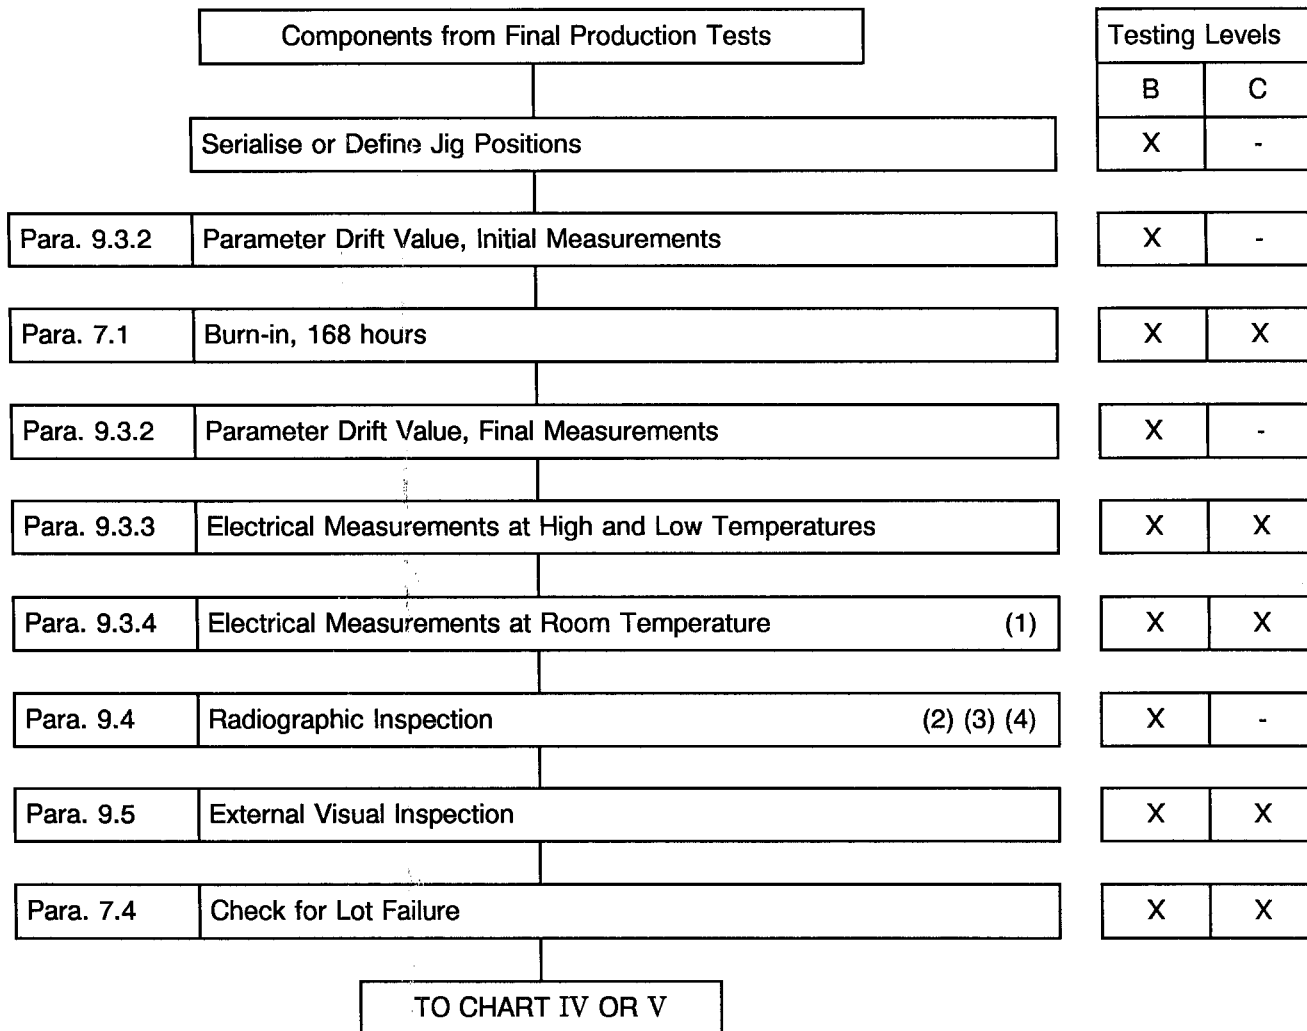 Components from Final Production Tests
Testing Levels
B C
Serialise or Define Jig Positions X -
Para. 9.3.2 Parameter Drift Value, Initial Measurements X -
Para. 7.1 Burn-in, 168 hours X X
Para. 9.3.2 Parameter Drift Value, Final Measurements X -
Para. 9.3.3 Electrical Measurements at High and Low Temperatures X X
Para. 9.3.4 Electrical Measurements at Room Temperature (1) X X
Para. 9.4 Radiographic Inspection (2) (3) (4) X -
Para. 9.5 External Visual Inspection X X
Para. 7.4 Check for Lot Failure X X
TO CHART IV OR V